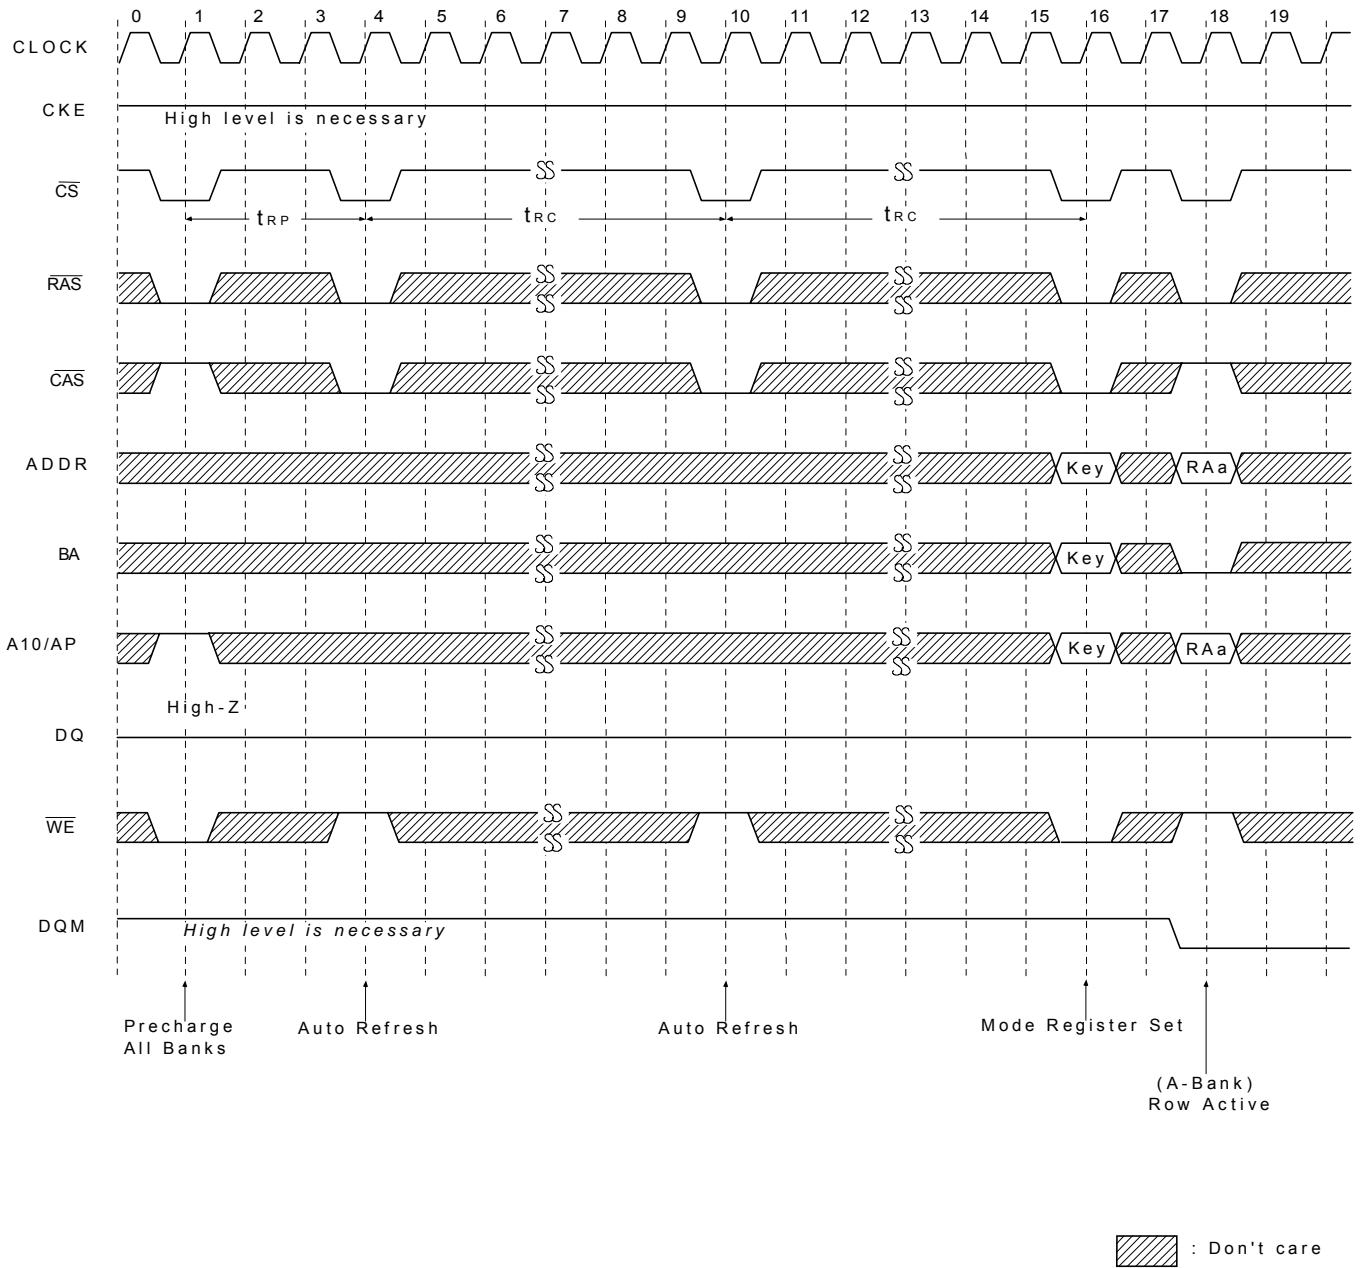 0 1 2 3 4 5 6 7 8 9 10 11 12 13 14 15 16 17 18 19
CLOCK
CKE
High level is necessary
CS
tRP
tRC
tRC
RAS
CAS
ADDR
Key
RAa
BA
Key
A10/AP
Key
RAa
High-Z
DQ
WE
DQM
High level is necessary
Precharge
All Banks
Auto Refresh
Auto Refresh
Mode Register Set
(A-Bank)
Row Active
: Don't care